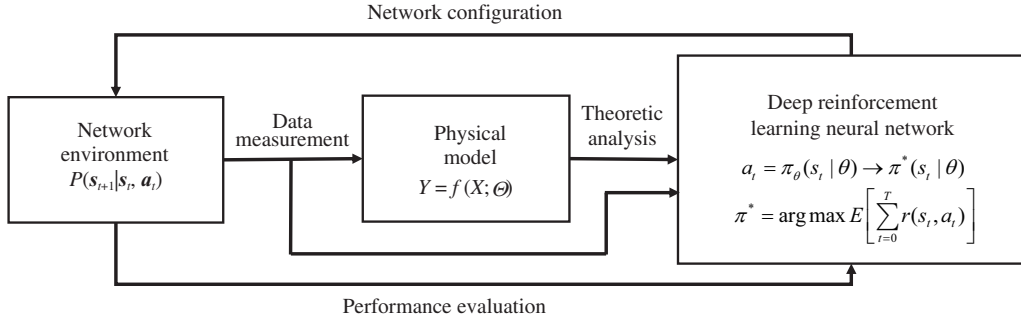 Network configuration
Network
environment
P(s_{t+1}|s_t, a_t)
Data
measurement
Physical
model
Y = f (X; Θ)
Theoretic
analysis
Deep reinforcement
learning neural network
a_t = π_θ(s_t | θ) → π^*(s_t | θ)
π^* = arg max E[∑_{t=0}^{T} r(s_t, a_t)]
Performance evaluation